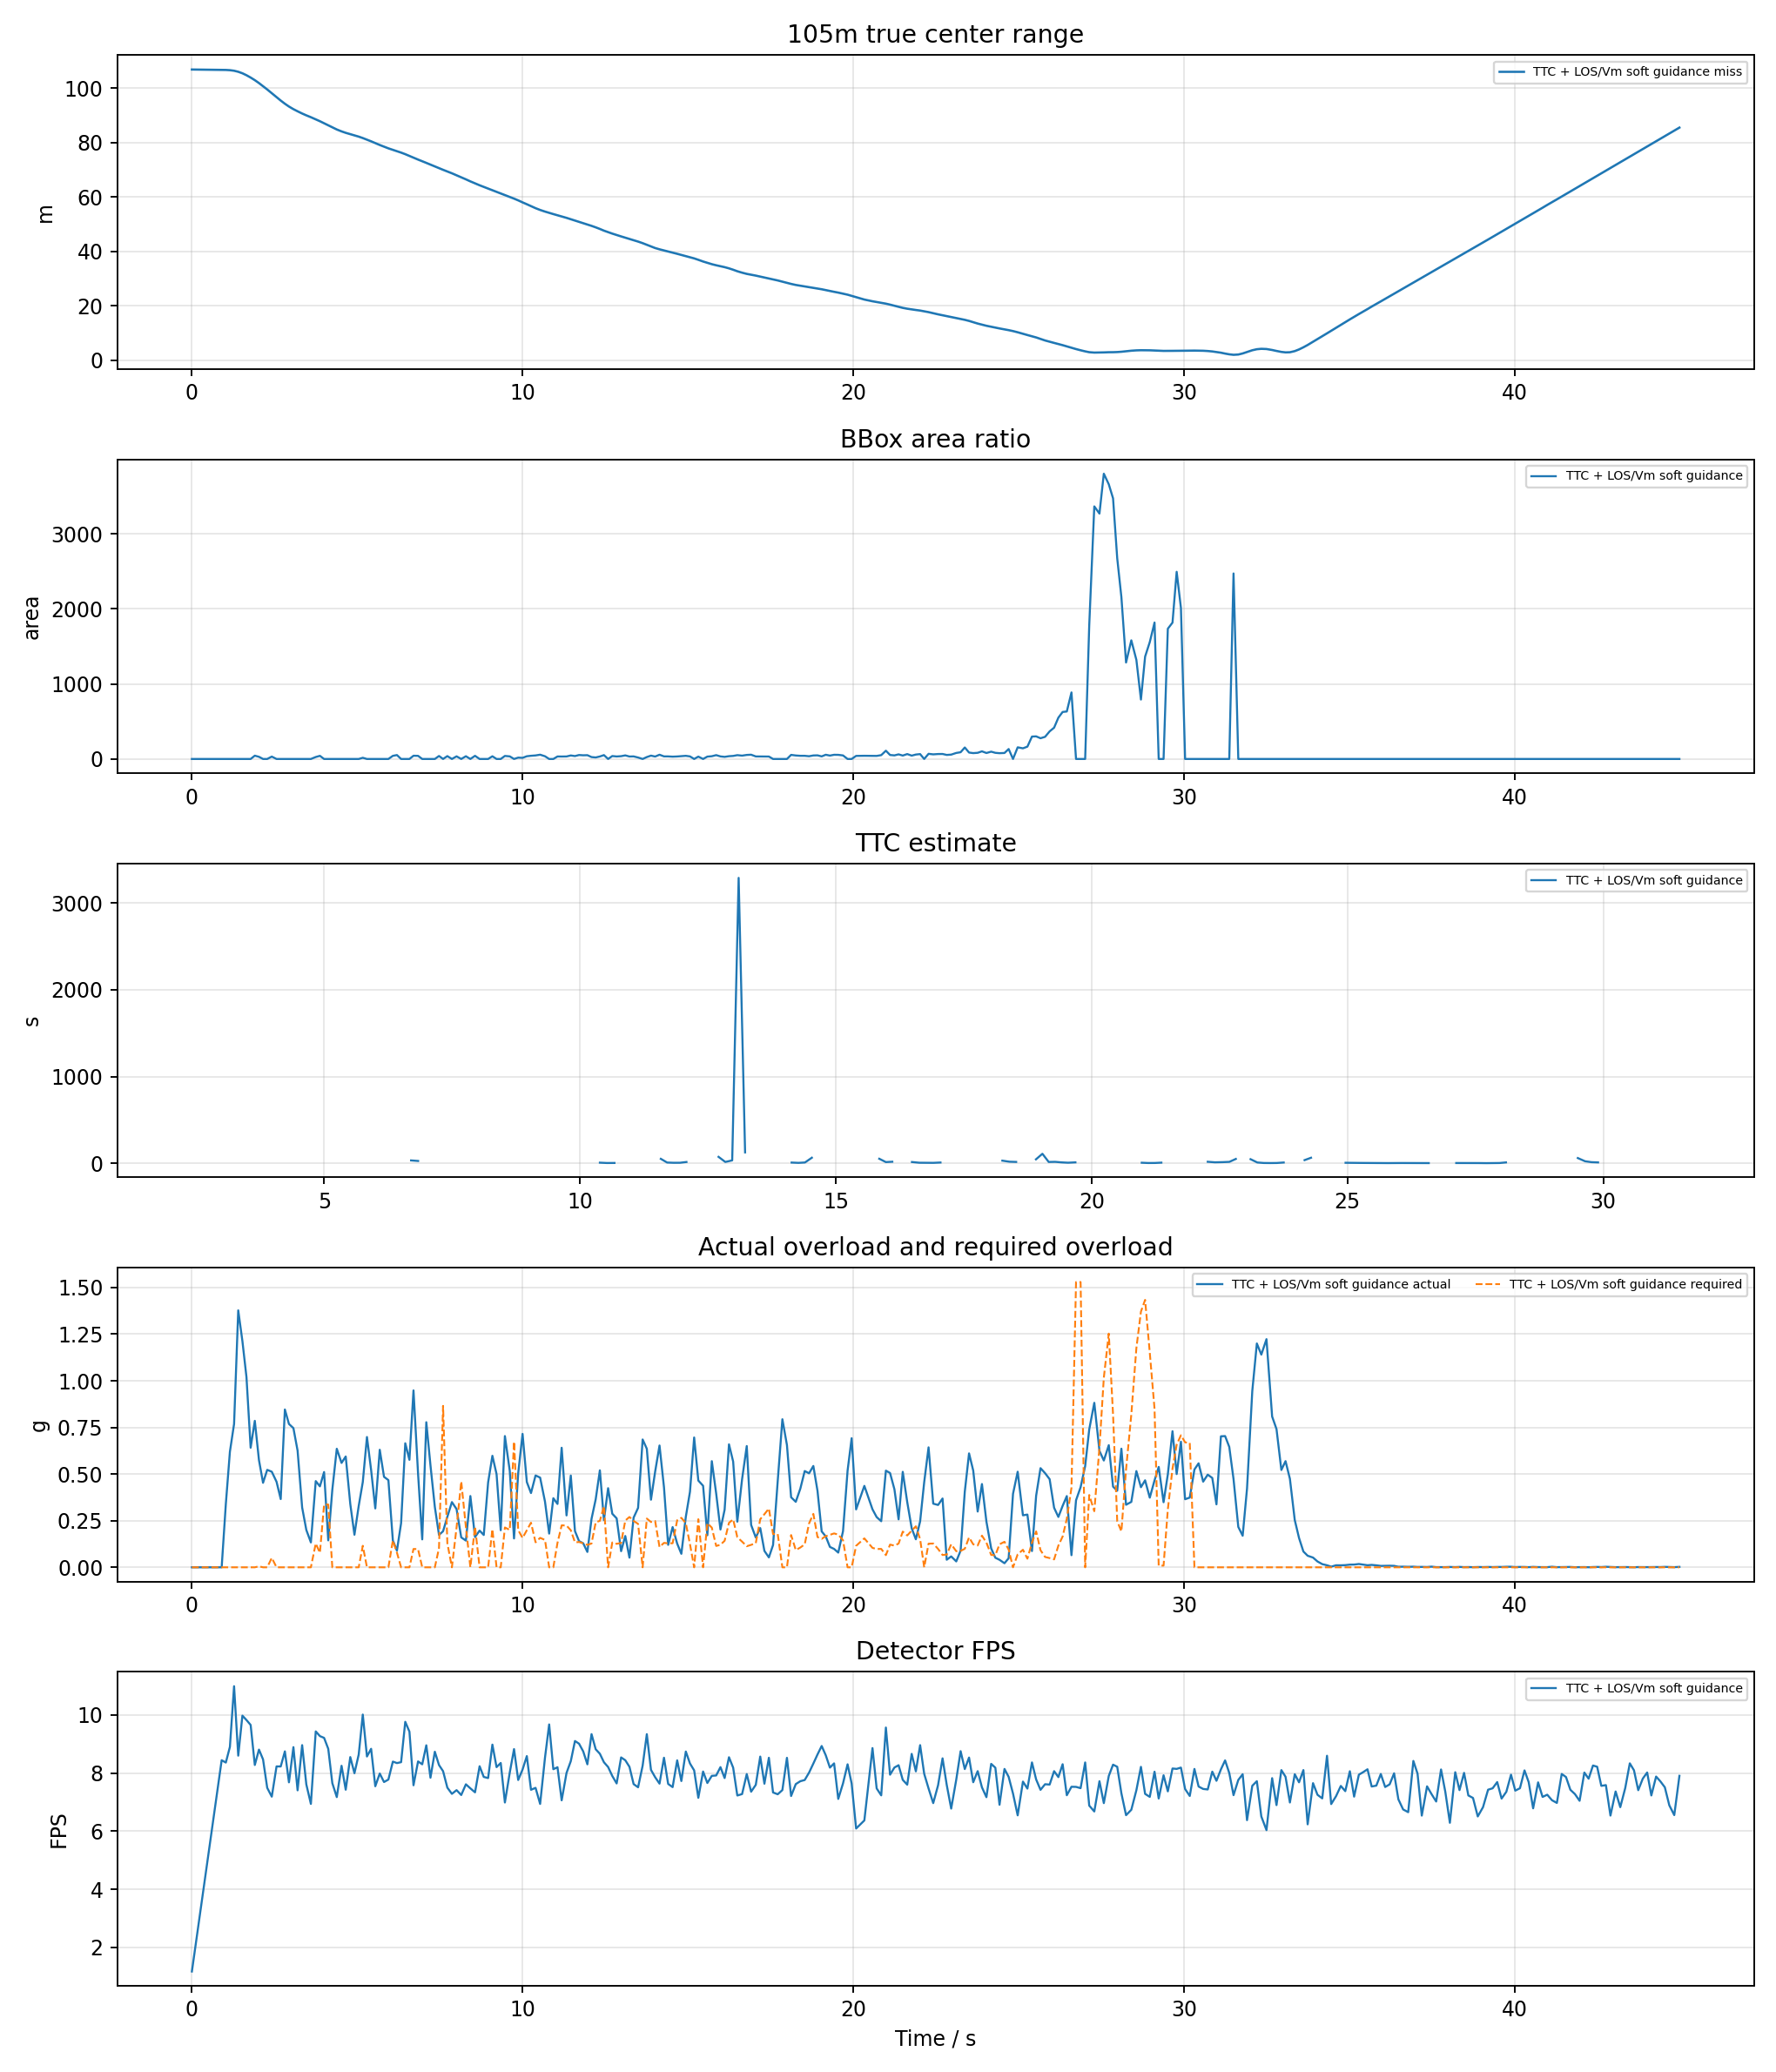 105m true center range
TTC + LOS/Vm soft guidance miss
m
100
80
60
40
20
0
0 10 20 30 40
BBox area ratio
TTC + LOS/Vm soft guidance
area
3000
2000
1000
0
0 10 20 30 40
TTC estimate
TTC + LOS/Vm soft guidance
s
3000
2000
1000
0
5 10 15 20 25 30
Actual overload and required overload
TTC + LOS/Vm soft guidance actual TTC + LOS/Vm soft guidance required
g
1.50
1.25
1.00
0.75
0.50
0.25
0.00
0 10 20 30 40
Detector FPS
TTC + LOS/Vm soft guidance
FPS
10
8
6
4
2
0 10 20 30 40
Time / s